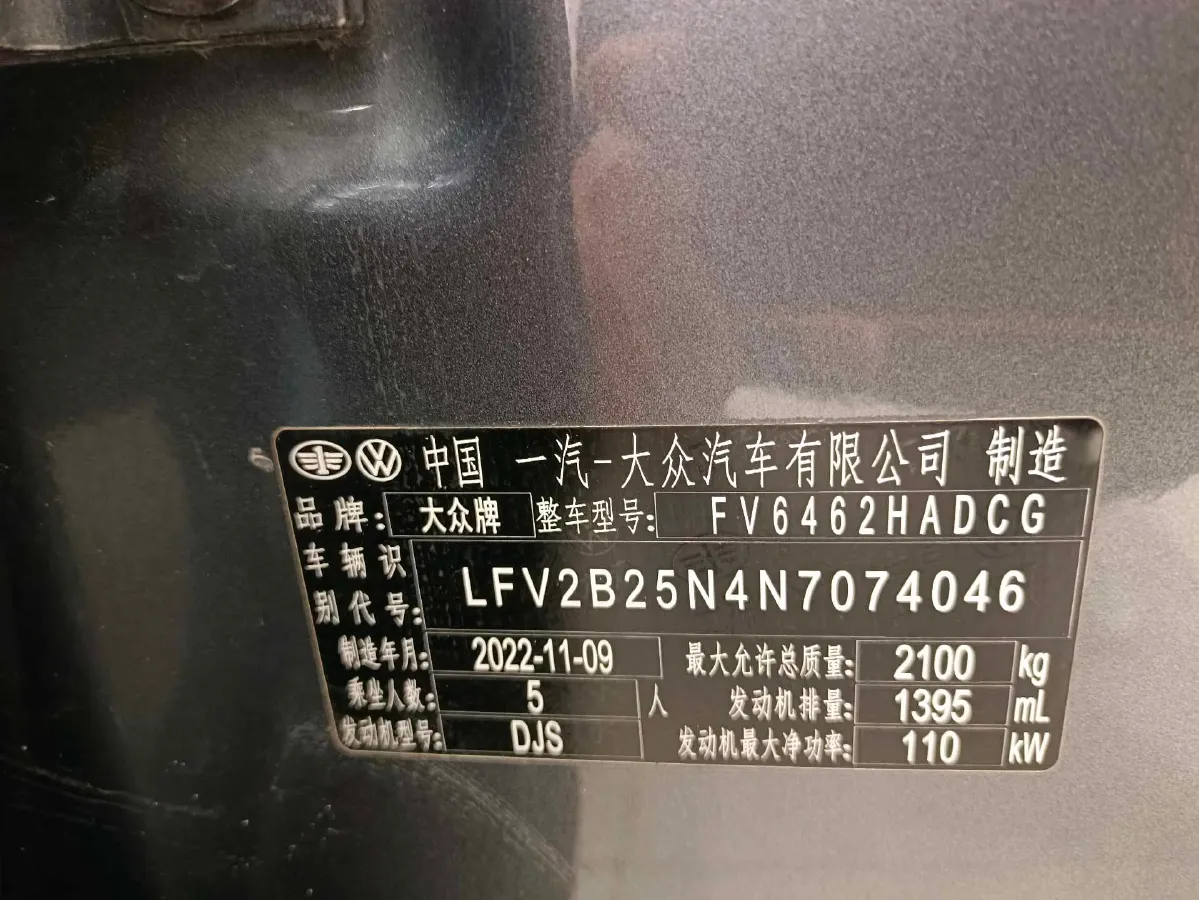 中国 一汽-大众汽车有限公司 制造
品牌: 大众牌 整车型号: FV6462HADCG
车辆识别代号: LFV2B25N4N7074046
制造年月: 2022-11-09 最大允许总质量: 2100 kg
乘坐人数: 5 人 发动机排量: 1395 mL
发动机型号: DJS 发动机最大净功率: 110 kW